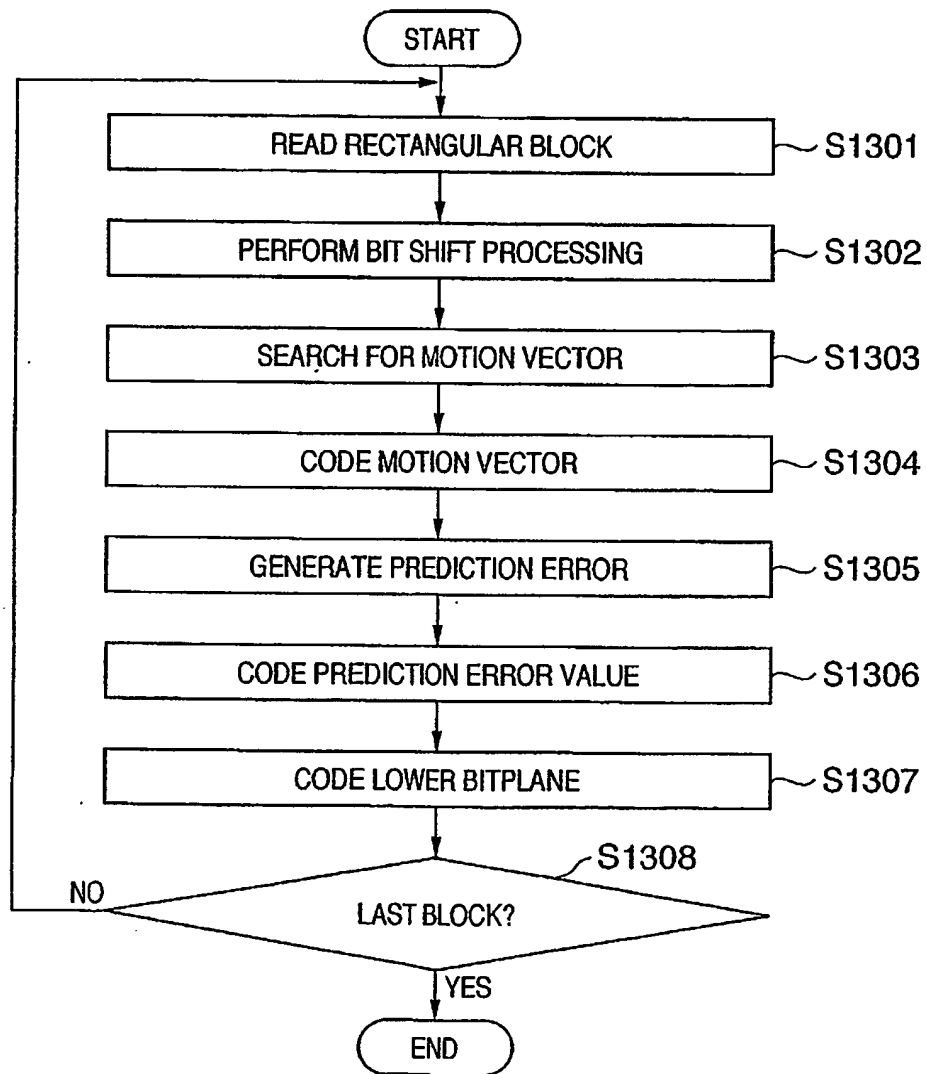 START
READ RECTANGULAR BLOCK S1301
PERFORM BIT SHIFT PROCESSING S1302
SEARCH FOR MOTION VECTOR S1303
CODE MOTION VECTOR S1304
GENERATE PREDICTION ERROR S1305
CODE PREDICTION ERROR VALUE S1306
CODE LOWER BITPLANE S1307
S1308
NO
LAST BLOCK?
YES
END